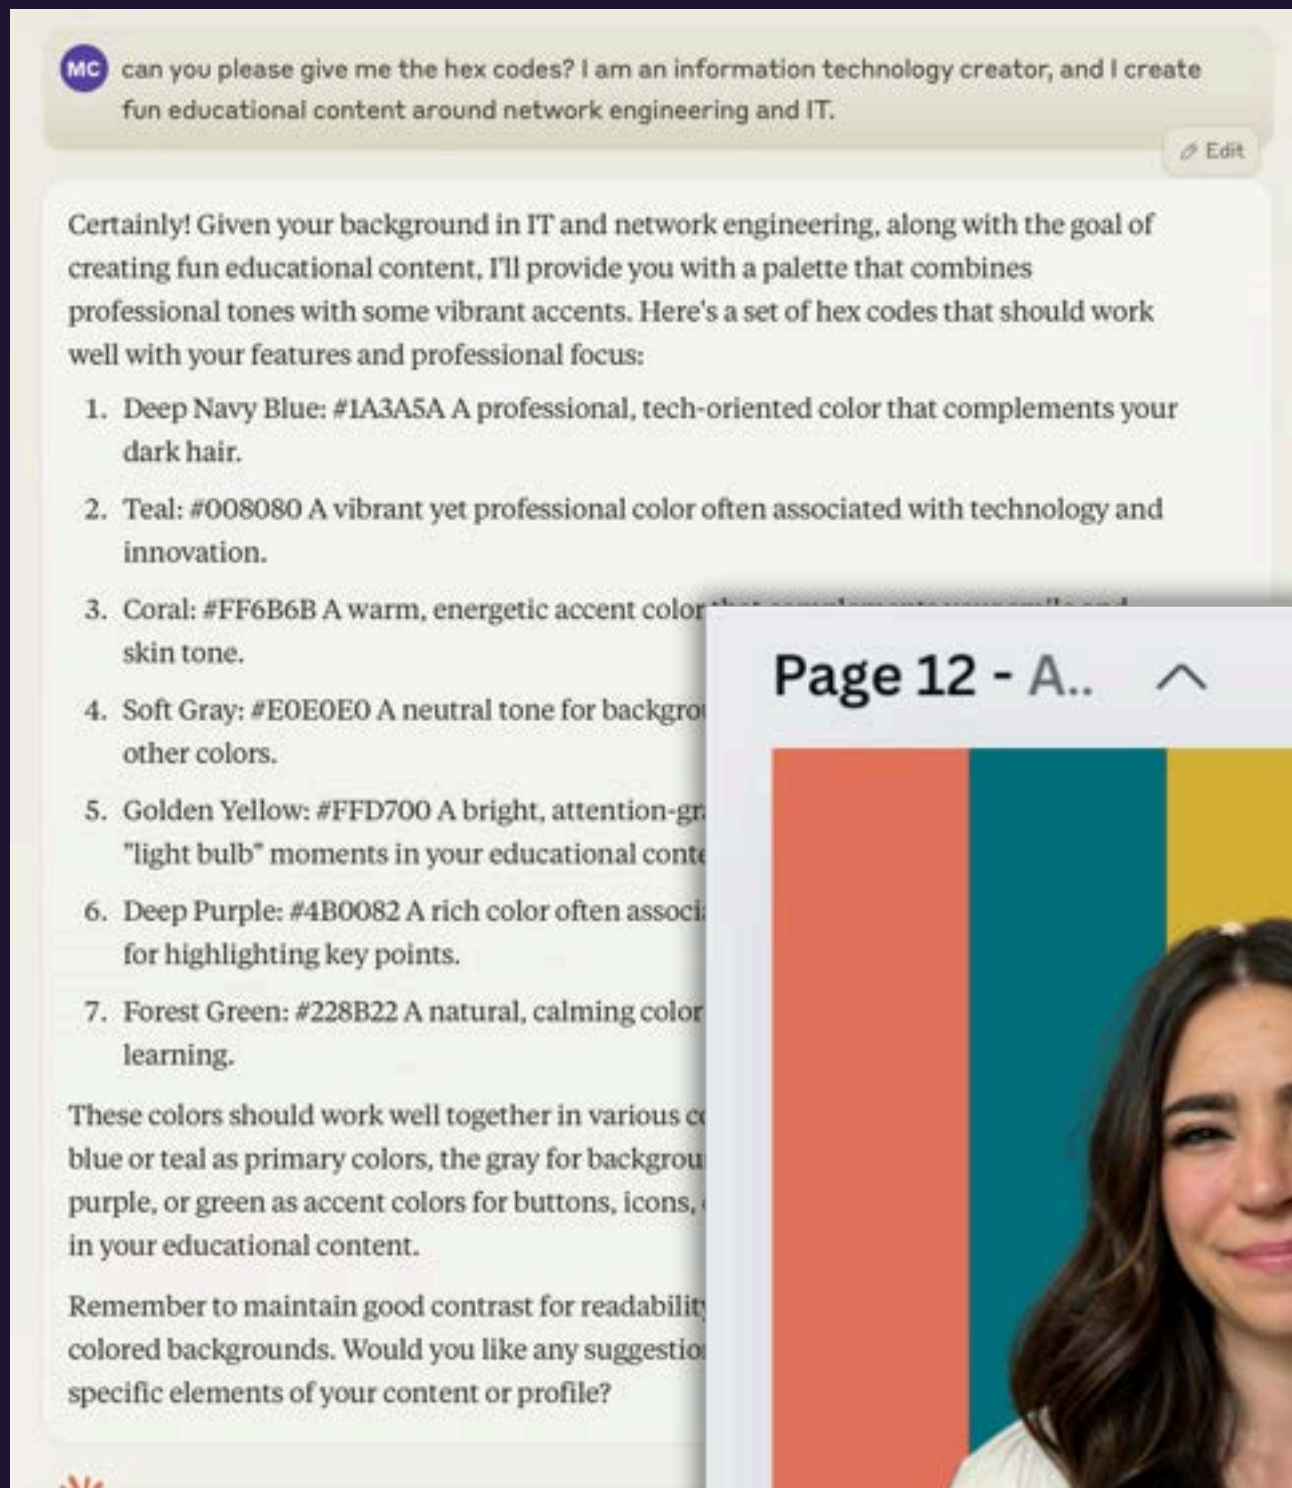 MC can you please give me the hex codes? I am an information technology creator, and I create
fun educational content around network engineering and IT.
Edit
Certainly! Given your background in IT and network engineering, along with the goal of
creating fun educational content, I'll provide you with a palette that combines
professional tones with some vibrant accents. Here's a set of hex codes that should work
well with your features and professional focus:
1. Deep Navy Blue: #1A3A5A A professional, tech-oriented color that complements your
dark hair.
2. Teal: #008080 A vibrant yet professional color often associated with technology and
innovation.
3. Coral: #FF6B6B A warm, energetic accent color
skin tone.
4. Soft Gray: #E0E0E0 A neutral tone for
other colors.
5. Golden Yellow: #FFD700 A bright,
"light bulb" moments in your educational
6. Deep Purple: #4B0082 A rich color often
for highlighting key points.
7. Forest Green: #228B22 A natural, calming color
learning.
These colors should work well together in various
blue or teal as primary colors, the gray for
purple, or green as accent colors for buttons, icons,
in your educational content.
Remember to maintain good contrast for readability
colored backgrounds. Would you like any
specific elements of your content or profile?
Page 12 - A..